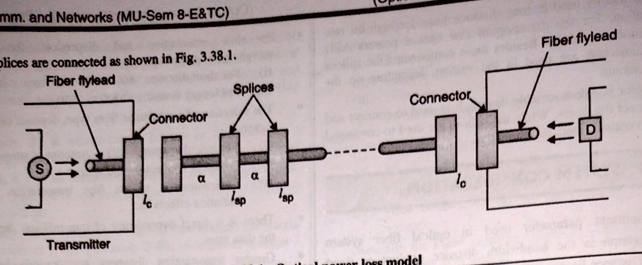 mm. and Networks (MU-Sem 8-E&TC)
plices are connected as shown in Fig. 3.38.1.
Fiber flylead
Splices
Connector
Connector
Fiber flylead
S
D
α
α
lc
lsp
lsp
lc
Transmitter
Optical power loss model